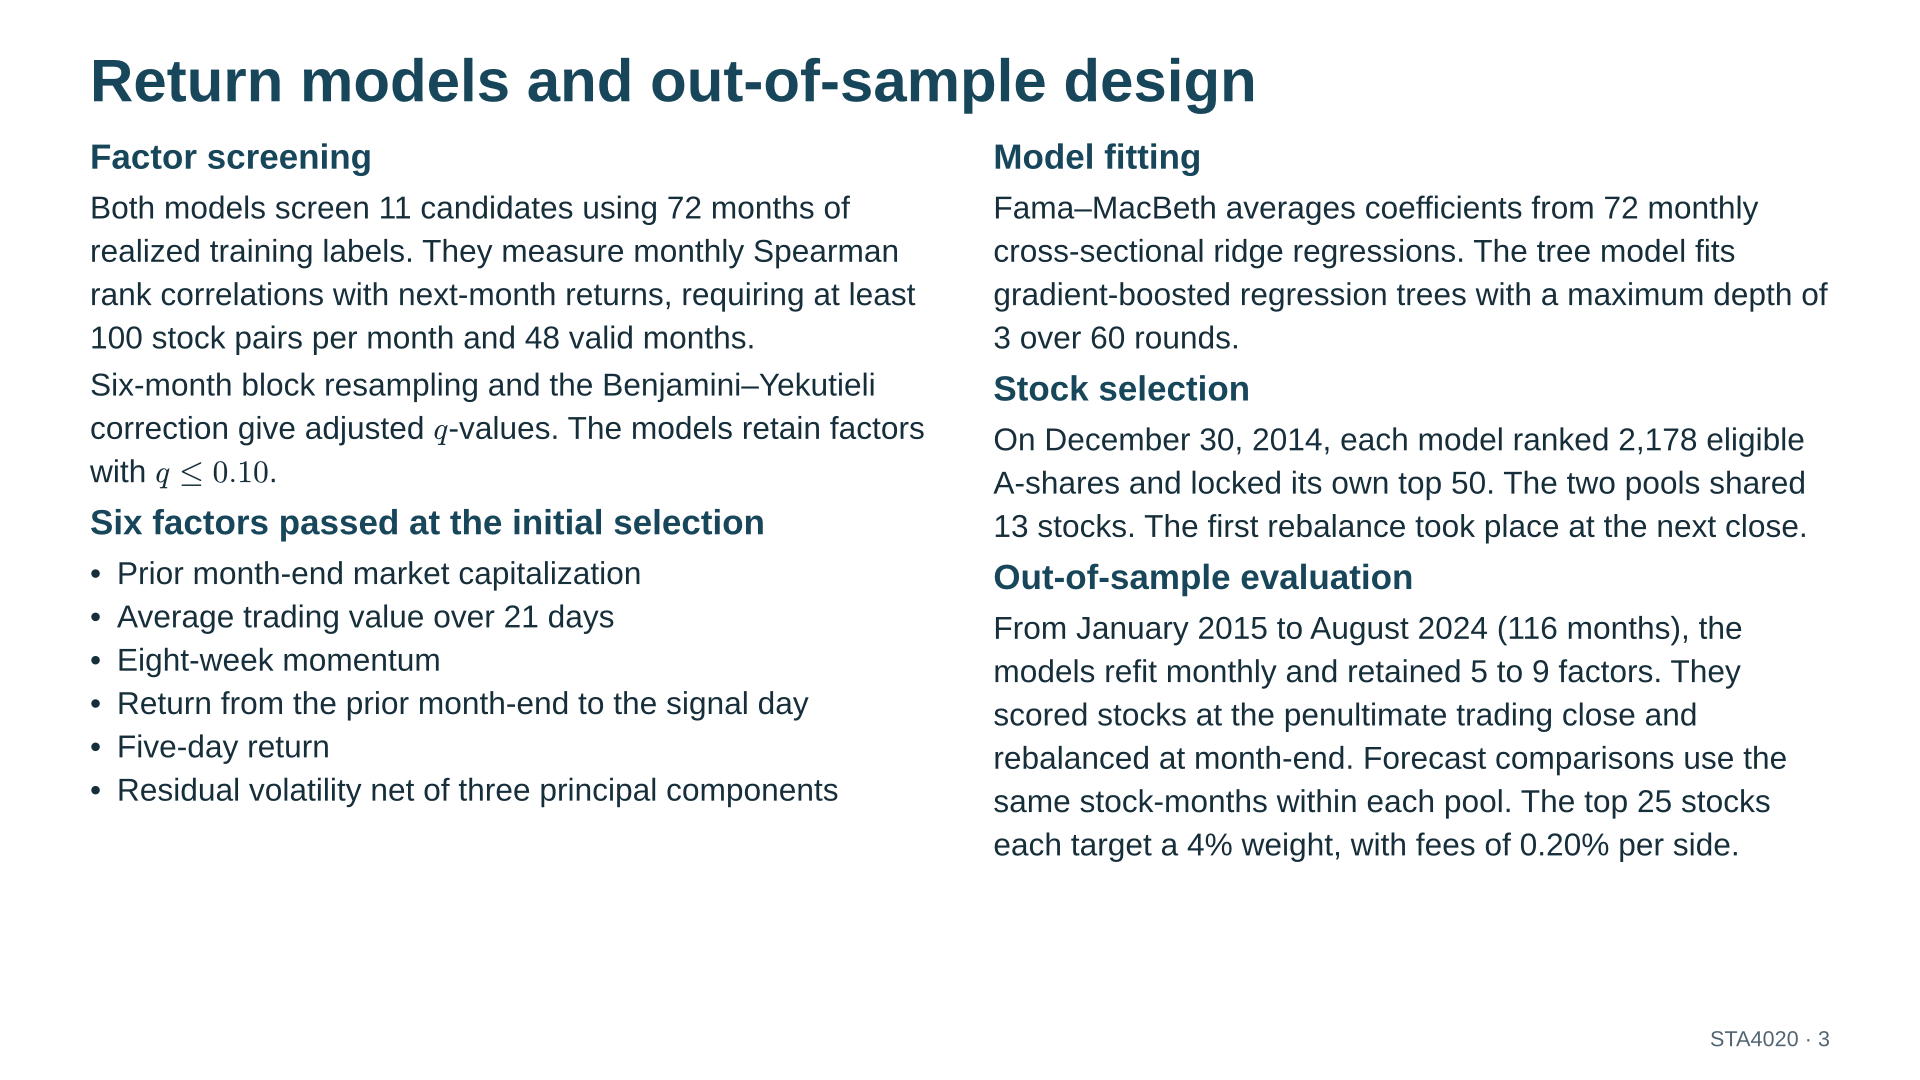 Return models and out-of-sample design
Factor screening
Both models screen 11 candidates using 72 months of
realized training labels. They measure monthly Spearman
rank correlations with next-month returns, requiring at least
100 stock pairs per month and 48 valid months.
Six-month block resampling and the Benjamini–Yekutieli
correction give adjusted q-values. The models retain factors
with q ≤ 0.10.
Six factors passed at the initial selection
• Prior month-end market capitalization
• Average trading value over 21 days
• Eight-week momentum
• Return from the prior month-end to the signal day
• Five-day return
• Residual volatility net of three principal components
Model fitting
Fama–MacBeth averages coefficients from 72 monthly
cross-sectional ridge regressions. The tree model fits
gradient-boosted regression trees with a maximum depth of
3 over 60 rounds.
Stock selection
On December 30, 2014, each model ranked 2,178 eligible
A-shares and locked its own top 50. The two pools shared
13 stocks. The first rebalance took place at the next close.
Out-of-sample evaluation
From January 2015 to August 2024 (116 months), the
models refit monthly and retained 5 to 9 factors. They
scored stocks at the penultimate trading close and
rebalanced at month-end. Forecast comparisons use the
same stock-months within each pool. The top 25 stocks
each target a 4% weight, with fees of 0.20% per side.
STA4020 · 3